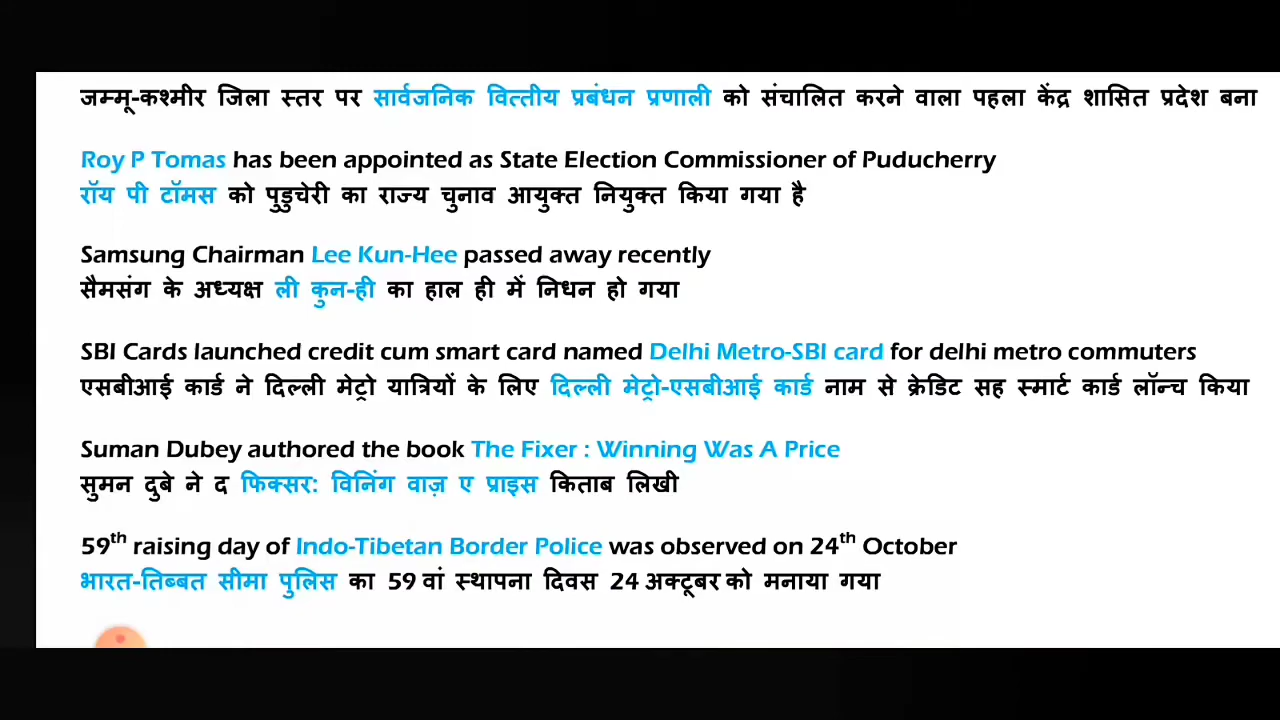 जम्मू-कश्मीर जिला स्तर पर सार्वजनिक वित्तीय प्रबंधन प्रणाली को संचालित करने वाला पहला केंद्र शासित प्रदेश बना
Roy P Tomas has been appointed as State Election Commissioner of Puducherry
रॉय पी टॉमस को पुडुचेरी का राज्य चुनाव आयुक्त नियुक्त किया गया है
Samsung Chairman Lee Kun-Hee passed away recently
सैमसंग के अध्यक्ष ली कुन-ही का हाल ही में निधन हो गया
SBI Cards launched credit cum smart card named Delhi Metro-SBI card for delhi metro commuters
एसबीआई कार्ड ने दिल्ली मेट्रो यात्रियों के लिए दिल्ली मेट्रो-एसबीआई कार्ड नाम से क्रेडिट सह स्मार्ट कार्ड लॉन्च किया
Suman Dubey authored the book The Fixer : Winning Was A Price
सुमन दुबे ने द फिक्सर: विनिंग वाज़ ए प्राइस किताब लिखी
59th raising day of Indo-Tibetan Border Police was observed on 24th October
भारत-तिब्बत सीमा पुलिस का 59 वां स्थापना दिवस 24 अक्टूबर को मनाया गया